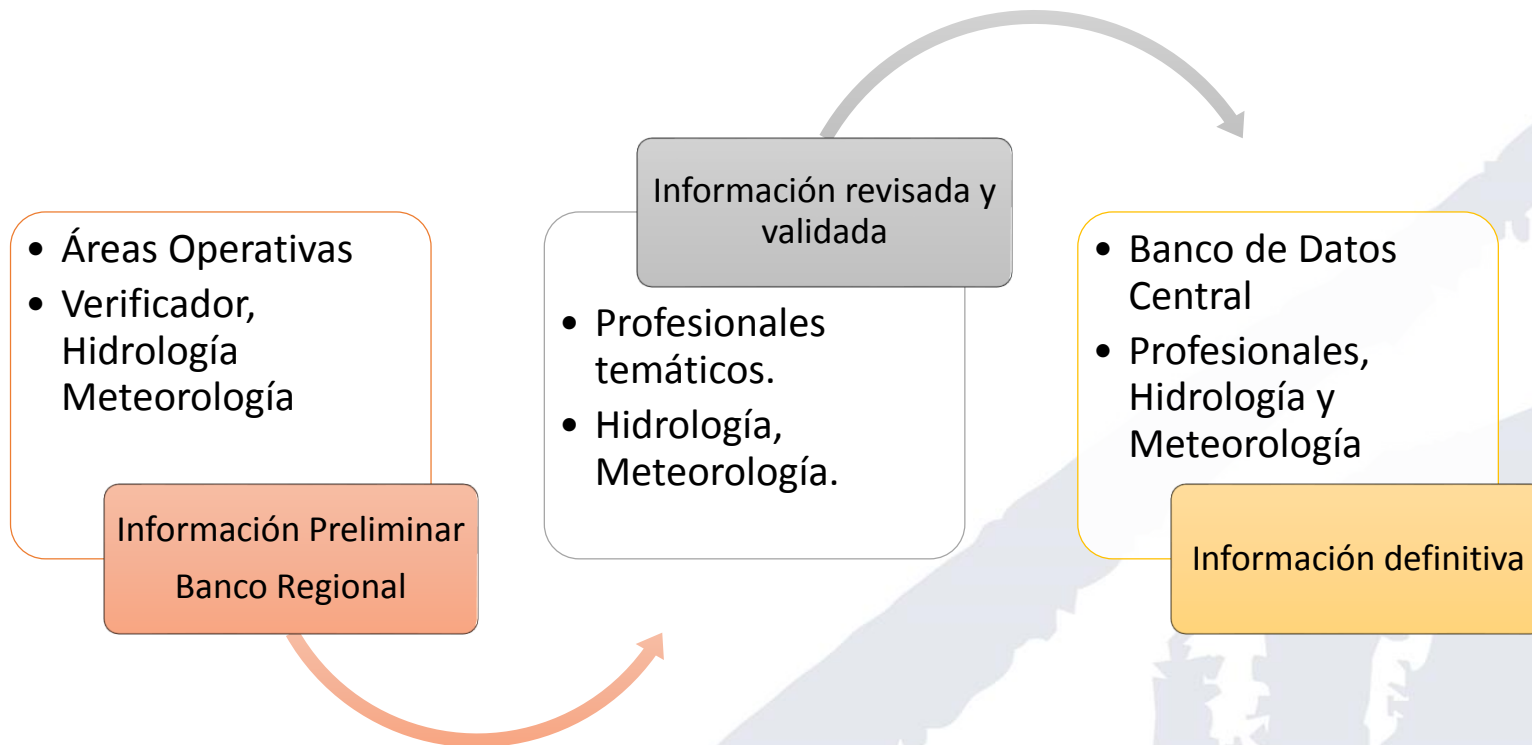 • Áreas Operativas
• Verificador,
Hidrología
Meteorología
Información Preliminar
Banco Regional
Información revisada y
validada
• Profesionales
temáticos.
• Hidrología,
Meteorología.
• Banco de Datos
Central
• Profesionales,
Hidrología y
Meteorología
Información definitiva